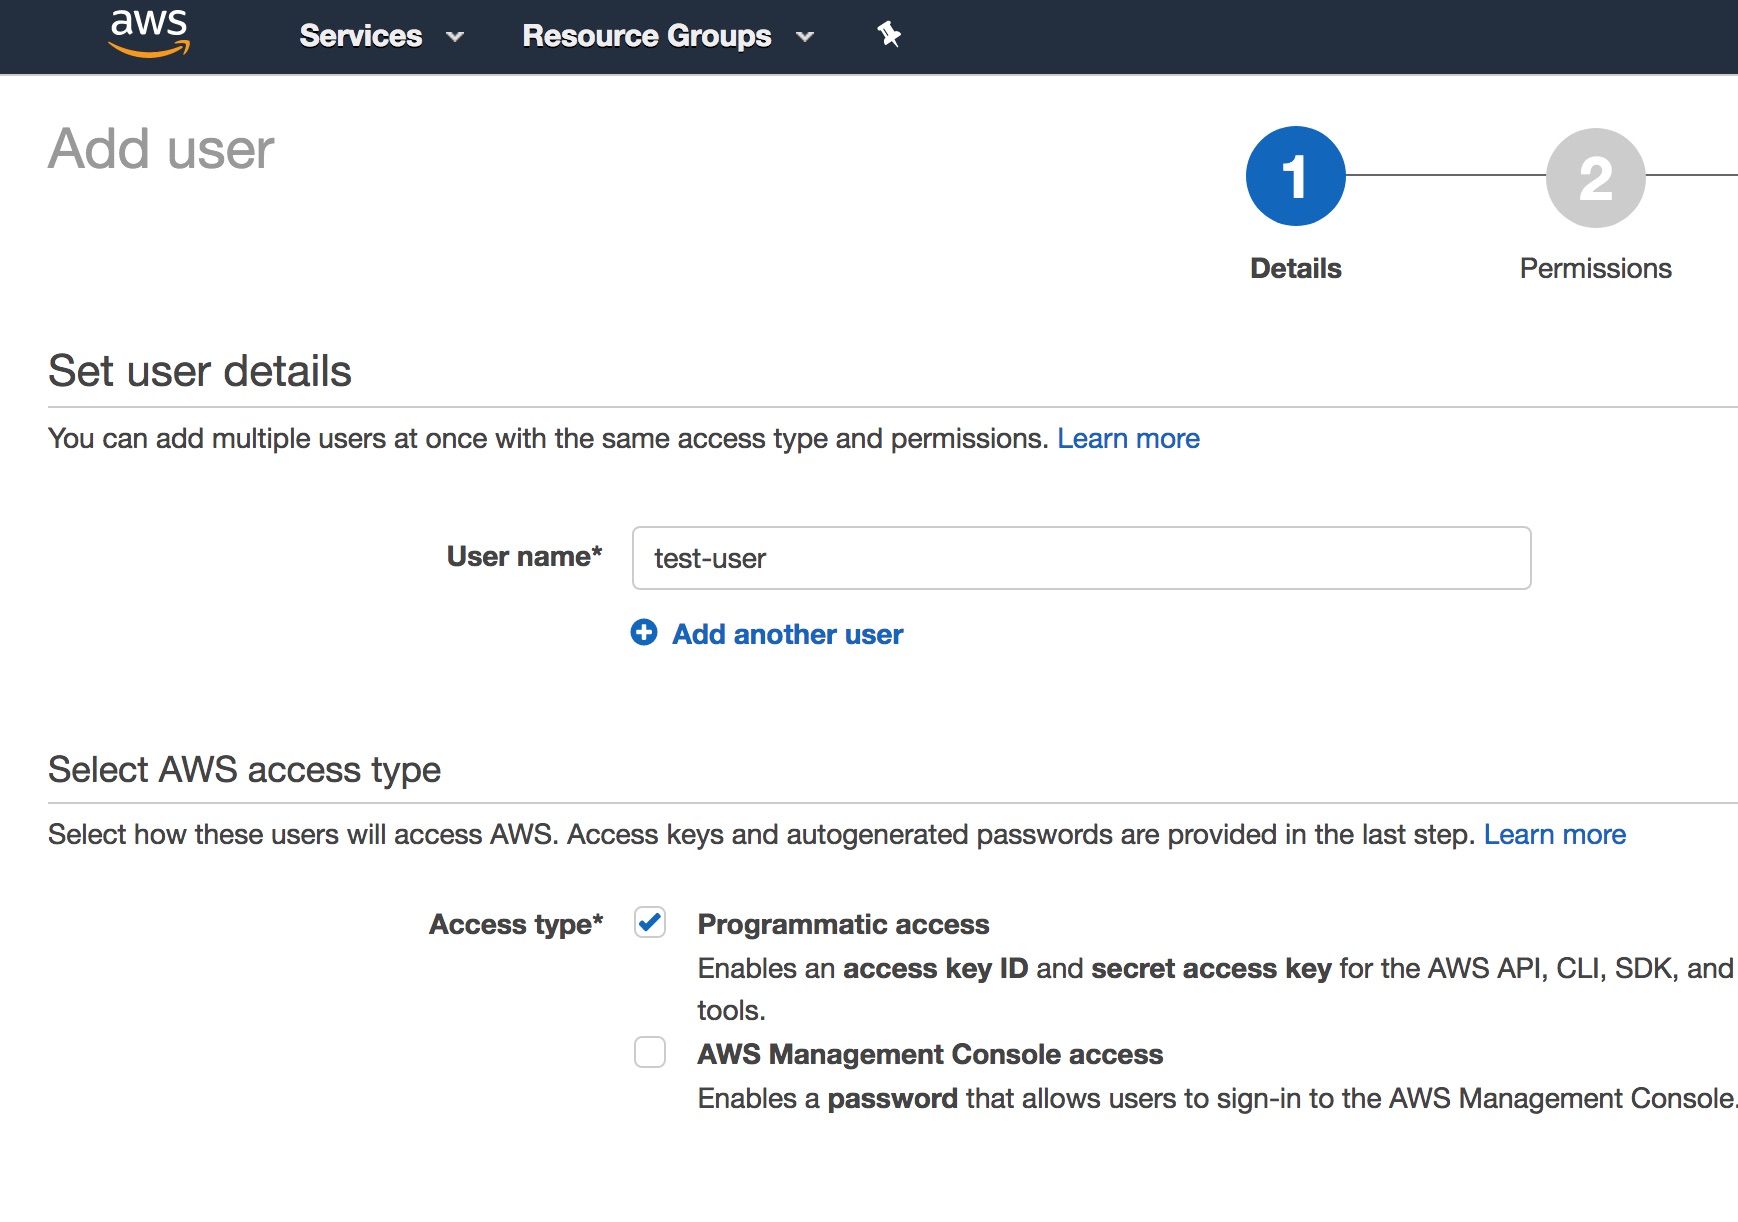 aws Services Resource Groups
Add user
1 2
Details Permissions
Set user details
You can add multiple users at once with the same access type and permissions. Learn more
User name* test-user
Add another user
Select AWS access type
Select how these users will access AWS. Access keys and autogenerated passwords are provided in the last step. Learn more
Access type* Programmatic access
Enables an access key ID and secret access key for the AWS API, CLI, SDK, and
tools.
AWS Management Console access
Enables a password that allows users to sign-in to the AWS Management Console.